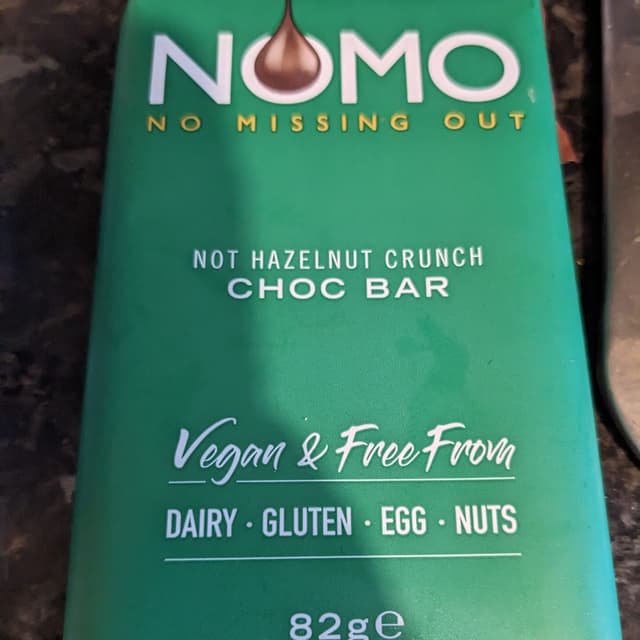 NOMO
NO MISSING OUT
NOT HAZELNUT CRUNCH
CHOC BAR
Vegan & Free From
DAIRY · GLUTEN · EGG · NUTS
82g℮